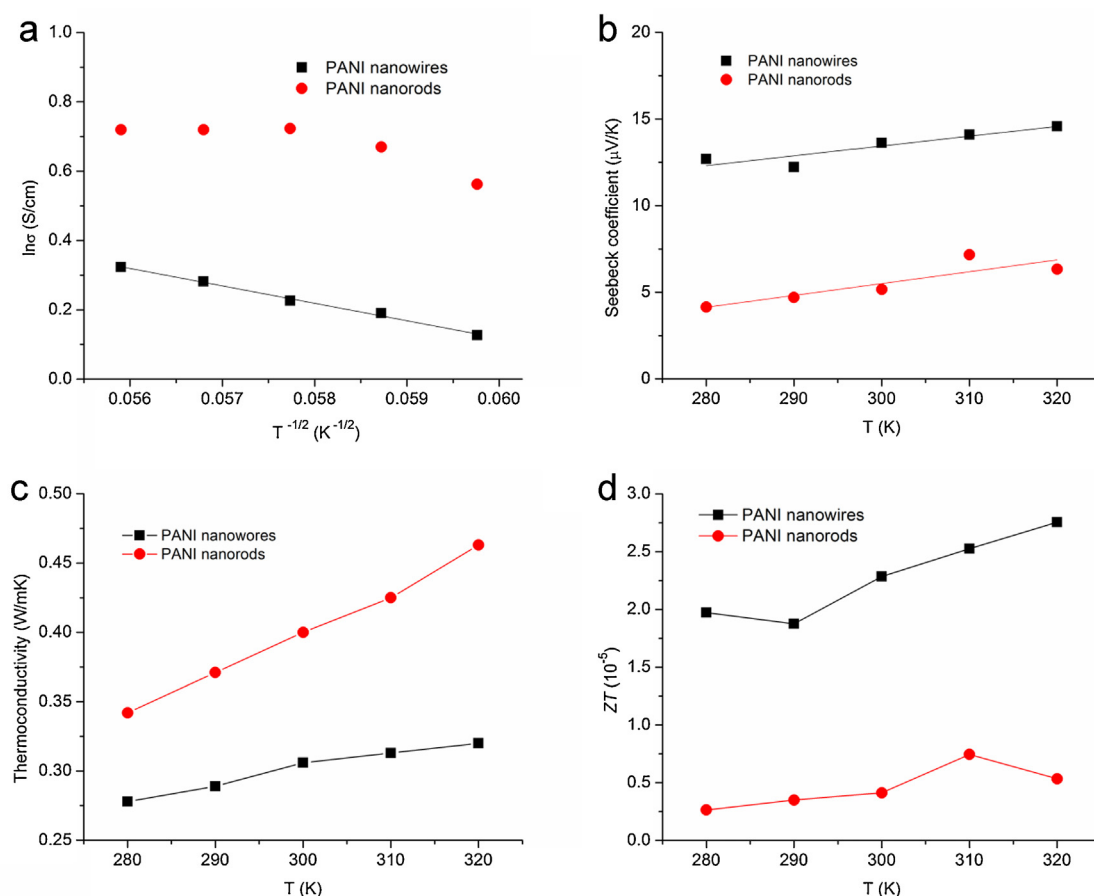 a
1.0
0.8
0.6
0.4
0.2
0.0
lnσ (S/cm)
PANI nanowires
PANI nanorods
0.056 0.057 0.058 0.059 0.060
T -1/2 (K-1/2)
b
20
15
10
5
0
Seebeck coefficient (μV/K)
PANI nanowires
PANI nanorods
280 290 300 310 320
T (K)
c
0.50
0.45
0.40
0.35
0.30
0.25
Thermoconductivity (W/mK)
PANI nanowores
PANI nanorods
280 290 300 310 320
T (K)
d
3.0
2.5
2.0
1.5
1.0
0.5
0.0
ZT (10-5)
PANI nanowires
PANI nanorods
280 290 300 310 320
T (K)